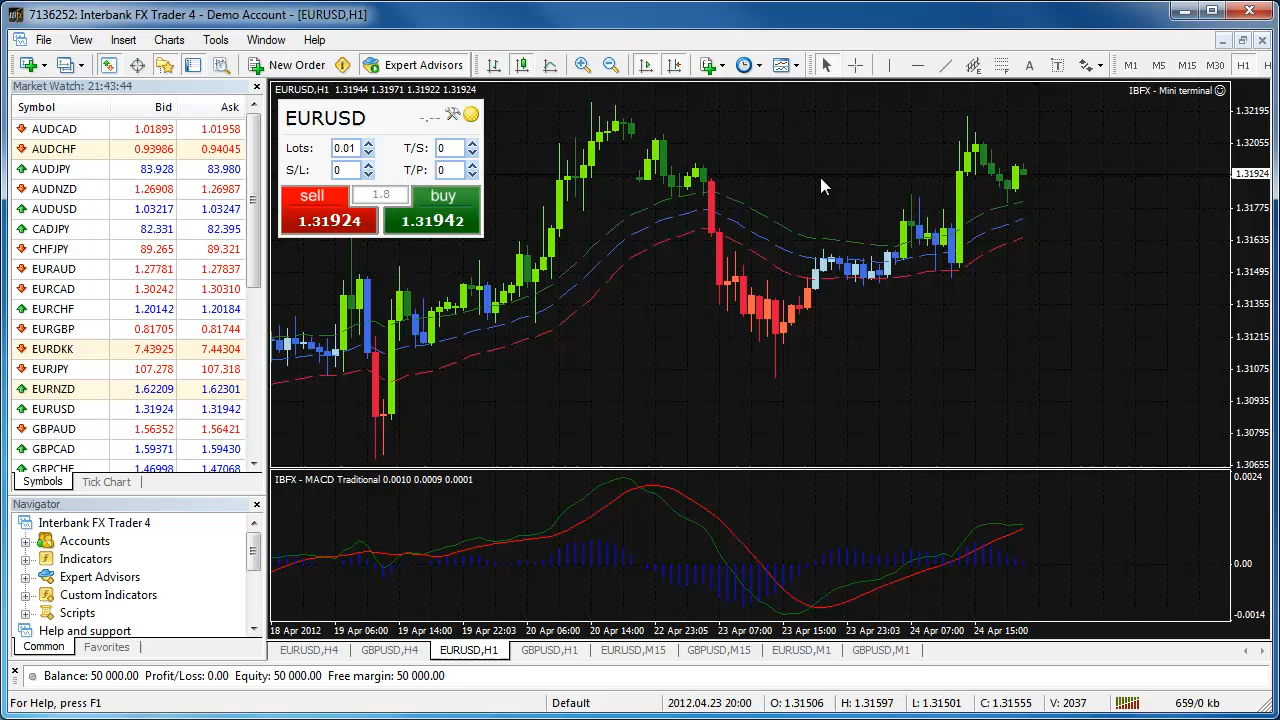 7136252: Interbank FX Trader 4 - Demo Account - [EURUSD,H1]
File View Insert Charts Tools Window Help
New Order Expert Advisors A T M1 M5 M15 M30 H1 H
Market Watch: 21:43:44
Symbol Bid Ask
AUDCAD 1.01893 1.01958
AUDCHF 0.93986 0.94045
AUDJPY 83.928 83.980
AUDNZD 1.26908 1.26987
AUDUSD 1.03217 1.03247
CADJPY 82.331 82.395
CHFJPY 89.265 89.321
EURAUD 1.27781 1.27837
EURCAD 1.30242 1.30310
EURCHF 1.20142 1.20184
EURGBP 0.81705 0.81744
EURDKK 7.43925 7.44304
EURJPY 107.278 107.318
EURNZD 1.62209 1.62301
EURUSD 1.31924 1.31942
GBPAUD 1.56352 1.56421
GBPCAD 1.59371 1.59430
GBPCHF 1.46998 1.47068
Symbols Tick Chart
Navigator
Interbank FX Trader 4
Accounts
Indicators
Expert Advisors
Custom Indicators
Scripts
Help and support
Common Favorites
EURUSD,H1 1.31944 1.31971 1.31922 1.31924
IBFX - Mini terminal
EURUSD -.--
Lots: 0.01 T/S: 0
S/L: 0 T/P: 0
sell 1.8 buy
1.31924 1.31942
1.32195
1.32055
1.31924
1.31775
1.31635
1.31495
1.31355
1.31215
1.31075
1.30935
1.30795
1.30655
IBFX - MACD Traditional 0.0010 0.0009 0.0001
0.0024
0.00
-0.0014
18 Apr 2012 19 Apr 06:00 19 Apr 14:00 19 Apr 22:03 20 Apr 06:00 20 Apr 14:00 22 Apr 23:05 23 Apr 07:00 23 Apr 15:00 23 Apr 23:03 24 Apr 07:00 24 Apr 15:00
EURUSD,H4 GBPUSD,H4 EURUSD,H1 GBPUSD,H1 EURUSD,M15 GBPUSD,M15 EURUSD,M1 GBPUSD,M1
Balance: 50 000.00 Profit/Loss: 0.00 Equity: 50 000.00 Free margin: 50 000.00
For Help, press F1 Default 2012.04.23 20:00 O: 1.31506 H: 1.31597 L: 1.31501 C: 1.31555 V: 2037 659/0 kb